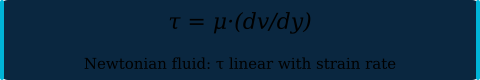 τ = μ·(dv/dy)
Newtonian fluid: τ linear with strain rate